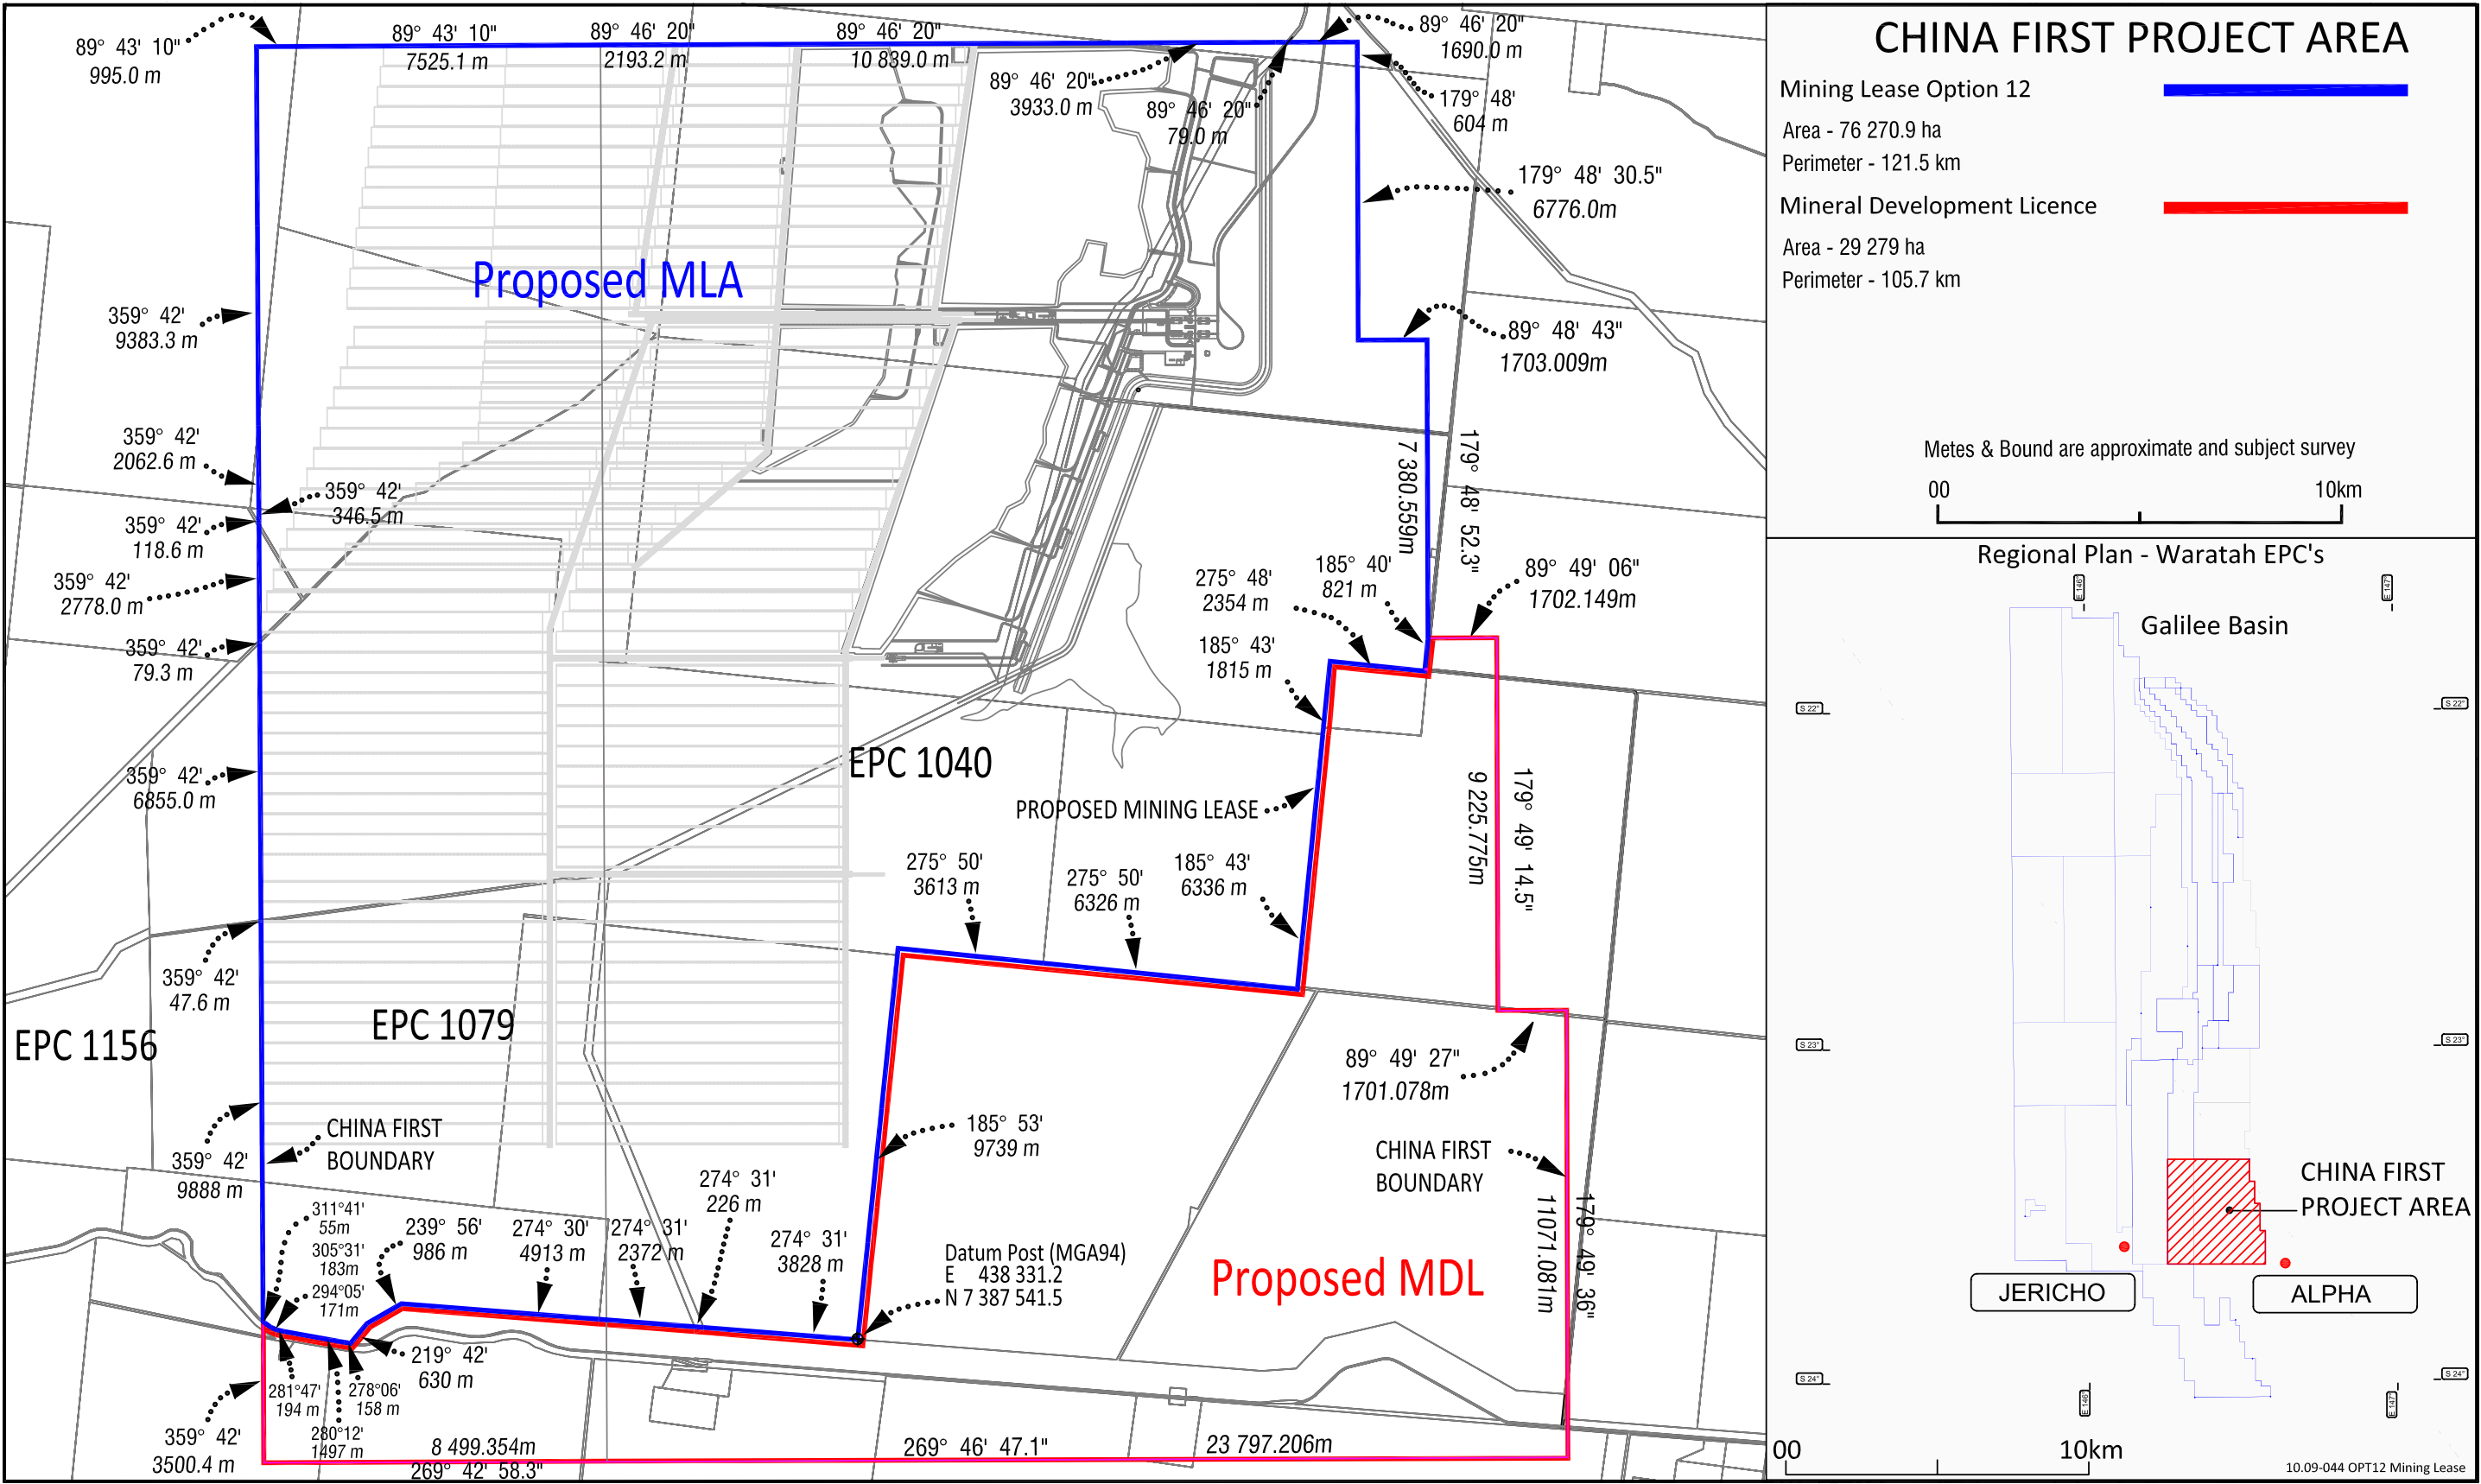 89° 43' 10"
995.0 m
89° 43' 10"
7525.1 m
89° 46' 20"
2193.2 m
89° 46' 20"
10 839.0 m
89° 46' 20"
3933.0 m
89° 46' 20"
79.0 m
89° 46' 20"
1690.0 m
179° 48'
604 m
179° 48' 30.5"
6776.0m
89° 48' 43"
1703.009m
Proposed MLA
359° 42'
9383.3 m
359° 42'
2062.6 m
359° 42'
346.5 m
359° 42'
118.6 m
359° 42'
2778.0 m
359° 42'
79.3 m
359° 42'
6855.0 m
7 380.559m
179° 48' 52.3"
275° 48'
2354 m
185° 40'
821 m
89° 49' 06"
1702.149m
185° 43'
1815 m
EPC 1040
PROPOSED MINING LEASE
9 225.775m
179° 49' 14.5"
275° 50'
3613 m
275° 50'
6326 m
185° 43'
6336 m
359° 42'
47.6 m
EPC 1156
EPC 1079
89° 49' 27"
1701.078m
CHINA FIRST
BOUNDARY
185° 53'
9739 m
CHINA FIRST
BOUNDARY
359° 42'
9888 m
311°41'
55m
305°31'
183m
294°05'
171m
239° 56'
986 m
274° 30'
4913 m
274° 31'
2372 m
274° 31'
226 m
274° 31'
3828 m
Datum Post (MGA94)
E 438 331.2
N 7 387 541.5
Proposed MDL
11071.081m
179° 49' 36"
219° 42'
630 m
281°47'
194 m
278°06'
158 m
280°12'
1497 m
359° 42'
3500.4 m
8 499.354m
269° 42' 58.3"
269° 46' 47.1"
23 797.206m
CHINA FIRST PROJECT AREA
Mining Lease Option 12
Area - 76 270.9 ha
Perimeter - 121.5 km
Mineral Development Licence
Area - 29 279 ha
Perimeter - 105.7 km
Metes & Bound are approximate and subject survey
00
10km
Regional Plan - Waratah EPC's
E 146°
E 147°
Galilee Basin
S 22°
S 22°
S 23°
S 23°
CHINA FIRST
PROJECT AREA
JERICHO
ALPHA
S 24°
S 24°
E 146°
E 147°
00
10km
10.09-044 OPT12 Mining Lease